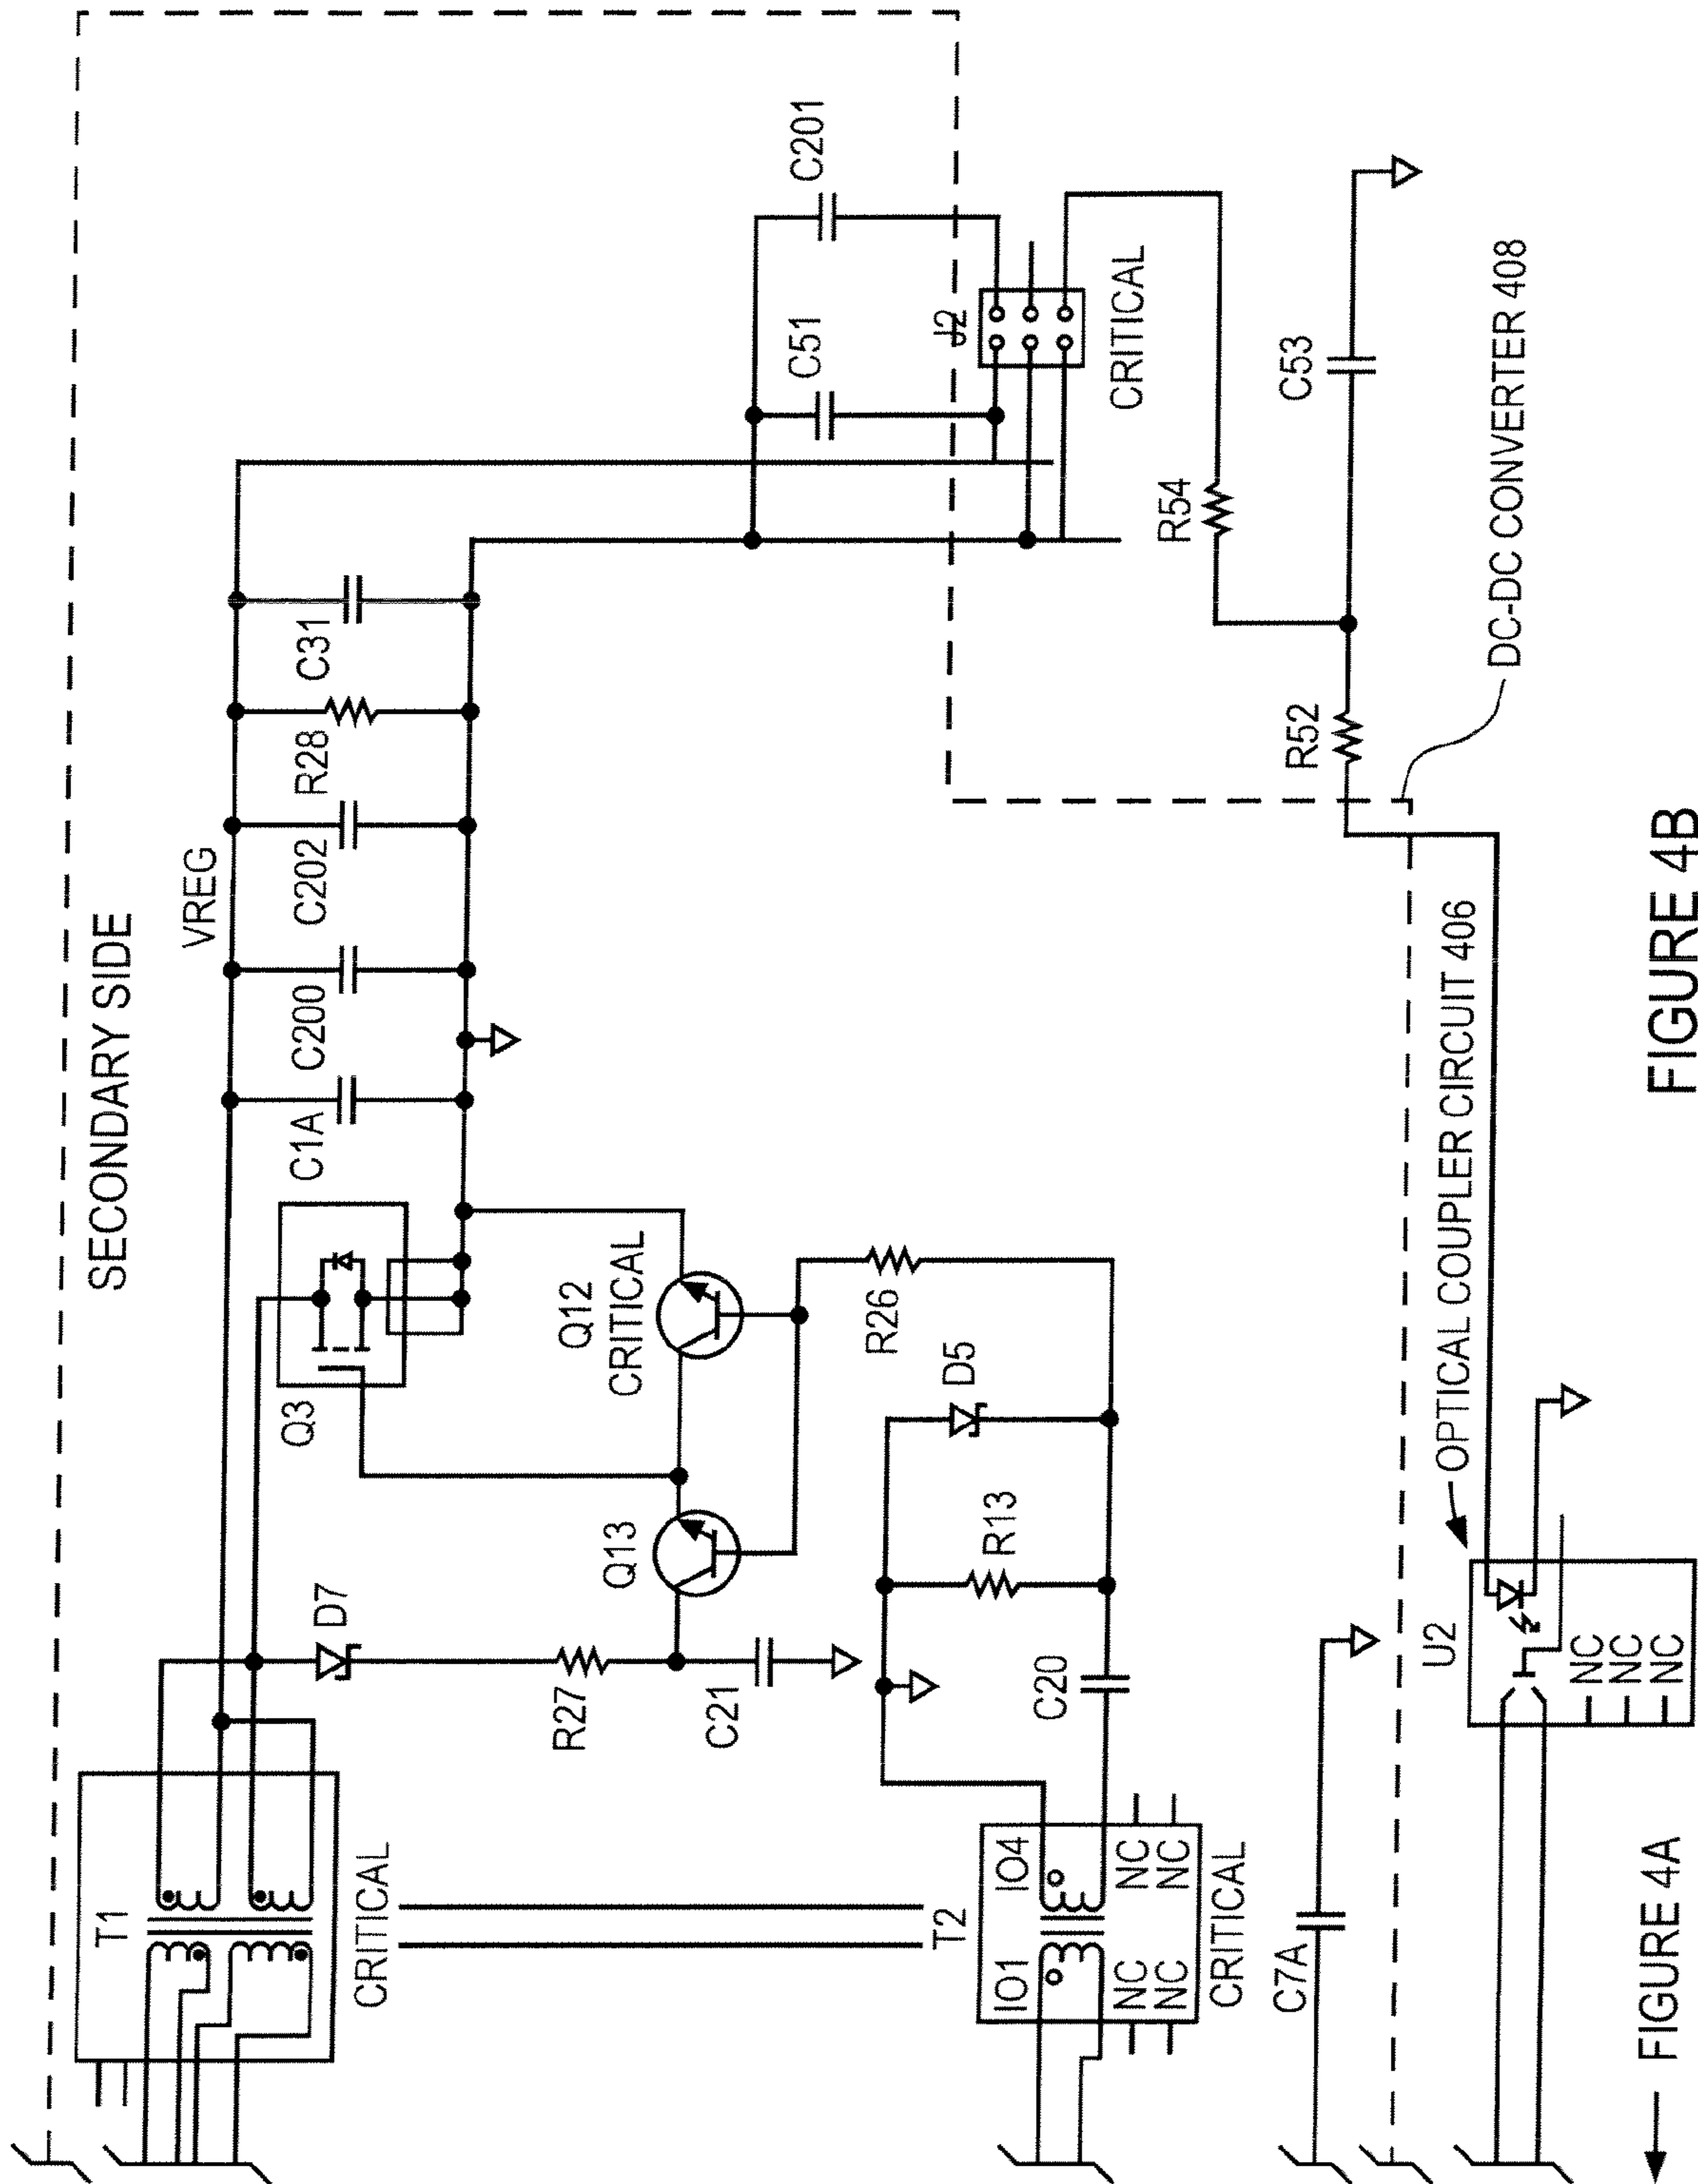 SECONDARY SIDE
T1
CRITICAL
D7
VREG
Q3
C1A
C200
C202
R28
C31
R27
C21
Q13
Q12
CRITICAL
C51
C201
J2
CRITICAL
R26
D5
R13
C20
T2
IO1
IO4
NC
NC
NC
NC
CRITICAL
R54
C53
R52
C7A
DC-DC CONVERTER 408
OPTICAL COUPLER CIRCUIT 406
U2
NC
NC
NC
FIGURE 4A
FIGURE 4B